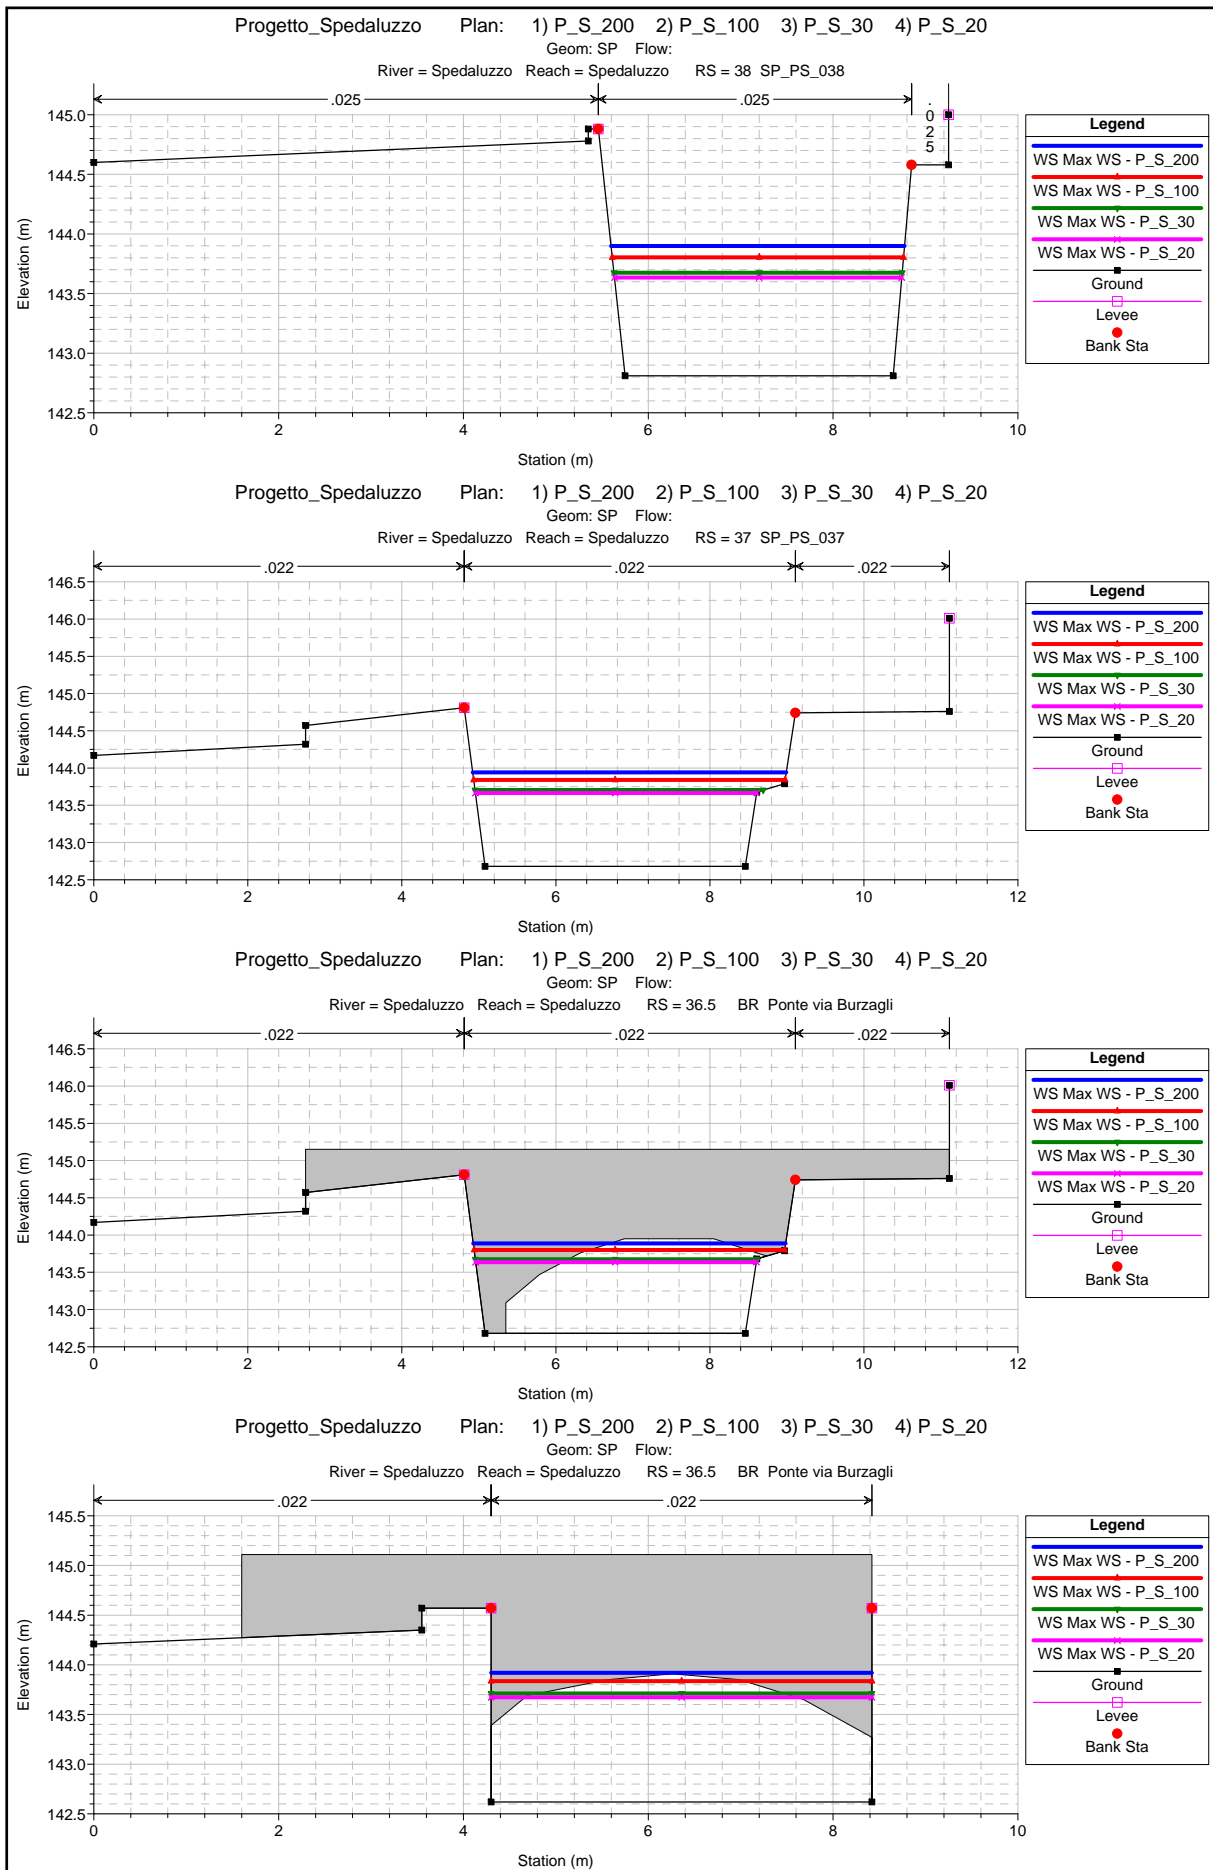 Progetto_Spedaluzzo Plan: 1) P_S_200 2) P_S_100 3) P_S_30 4) P_S_20
Geom: SP Flow:
River = Spedaluzzo Reach = Spedaluzzo RS = 38 SP_PS_038
.025 .025 .025
145.0
144.5
144.0
143.5
143.0
142.5
Elevation (m)
0 2 4 6 8 10
Station (m)
Legend
WS Max WS - P_S_200
WS Max WS - P_S_100
WS Max WS - P_S_30
WS Max WS - P_S_20
Ground
Levee
Bank Sta
Progetto_Spedaluzzo Plan: 1) P_S_200 2) P_S_100 3) P_S_30 4) P_S_20
Geom: SP Flow:
River = Spedaluzzo Reach = Spedaluzzo RS = 37 SP_PS_037
.022 .022 .022
146.5
146.0
145.5
145.0
144.5
144.0
143.5
143.0
142.5
Elevation (m)
0 2 4 6 8 10 12
Station (m)
Legend
WS Max WS - P_S_200
WS Max WS - P_S_100
WS Max WS - P_S_30
WS Max WS - P_S_20
Ground
Levee
Bank Sta
Progetto_Spedaluzzo Plan: 1) P_S_200 2) P_S_100 3) P_S_30 4) P_S_20
Geom: SP Flow:
River = Spedaluzzo Reach = Spedaluzzo RS = 36.5 BR Ponte via Burzagli
.022 .022 .022
146.5
146.0
145.5
145.0
144.5
144.0
143.5
143.0
142.5
Elevation (m)
0 2 4 6 8 10 12
Station (m)
Legend
WS Max WS - P_S_200
WS Max WS - P_S_100
WS Max WS - P_S_30
WS Max WS - P_S_20
Ground
Levee
Bank Sta
Progetto_Spedaluzzo Plan: 1) P_S_200 2) P_S_100 3) P_S_30 4) P_S_20
Geom: SP Flow:
River = Spedaluzzo Reach = Spedaluzzo RS = 36.5 BR Ponte via Burzagli
.022 .022
145.5
145.0
144.5
144.0
143.5
143.0
142.5
Elevation (m)
0 2 4 6 8 10
Station (m)
Legend
WS Max WS - P_S_200
WS Max WS - P_S_100
WS Max WS - P_S_30
WS Max WS - P_S_20
Ground
Levee
Bank Sta